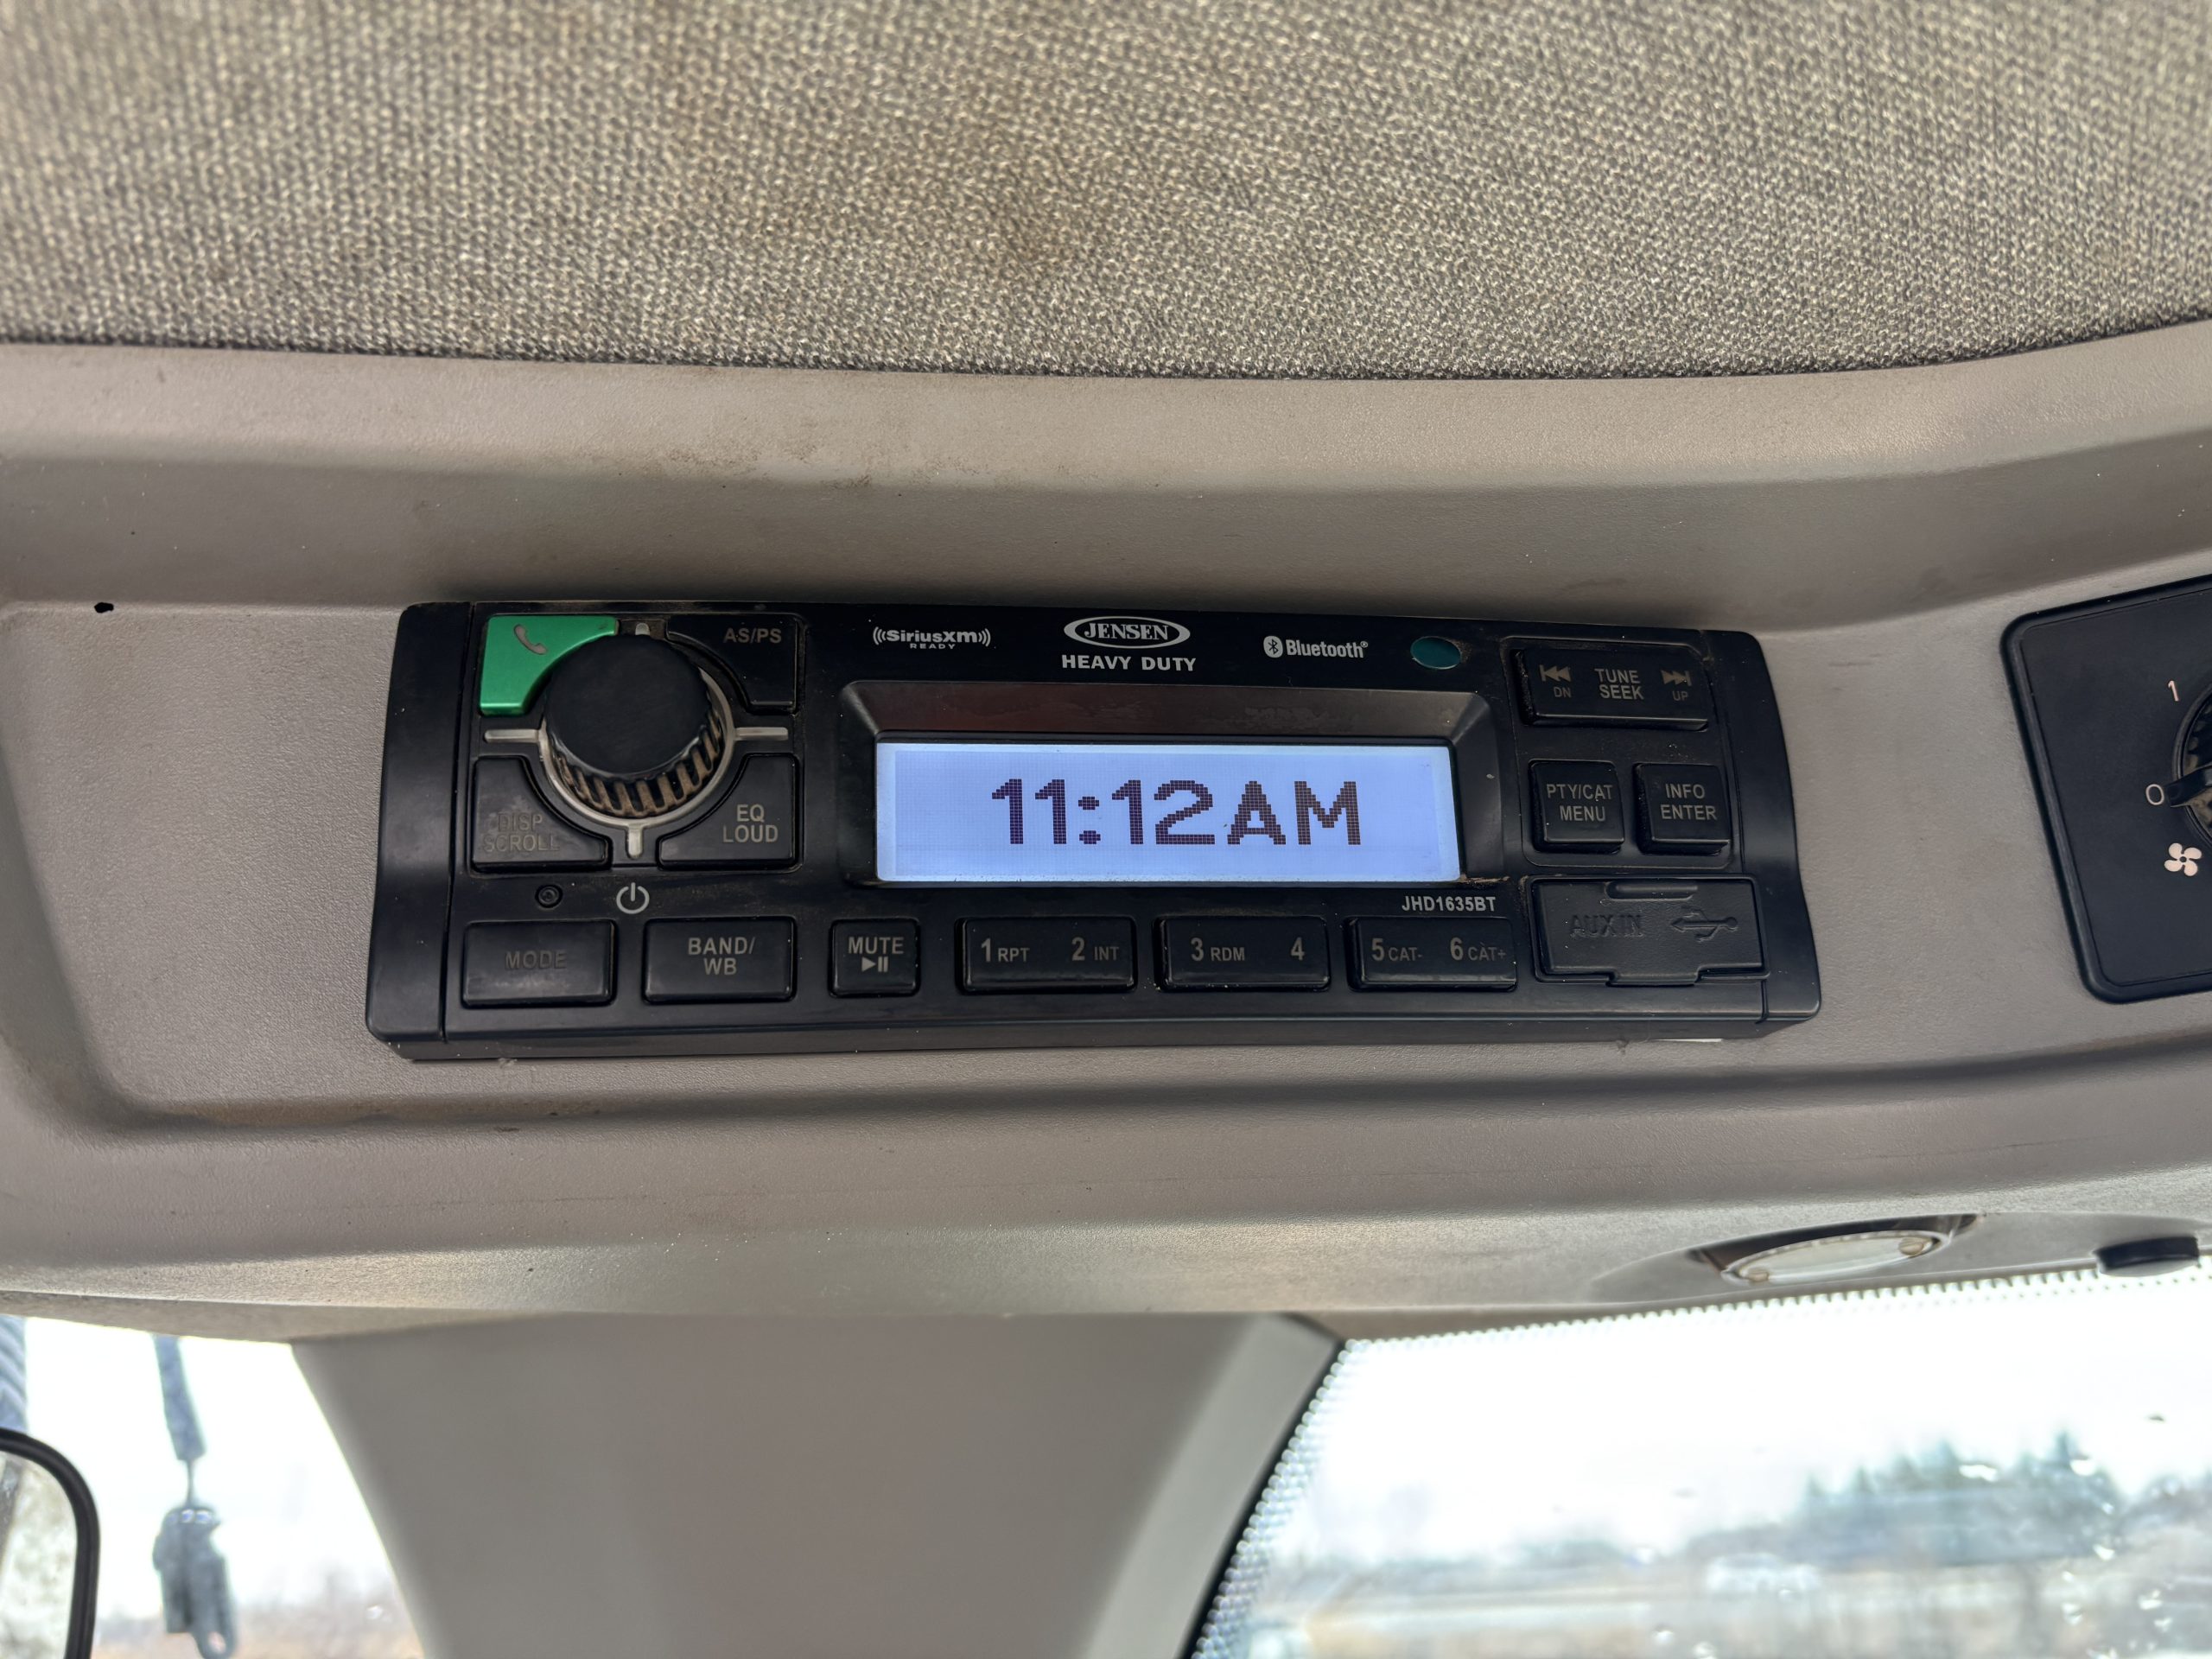 AS/PS
((SiriusXM))
READY
JENSEN
HEAVY DUTY
Bluetooth®
DN
TUNE
SEEK
UP
11:12AM
DISP
SCROLL
EQ
LOUD
PTY/CAT
MENU
INFO
ENTER
JHD1635BT
MODE
BAND/
WB
MUTE
1 RPT 2 INT
3 RDM 4
5 CAT- 6 CAT+
AUX IN
1
0